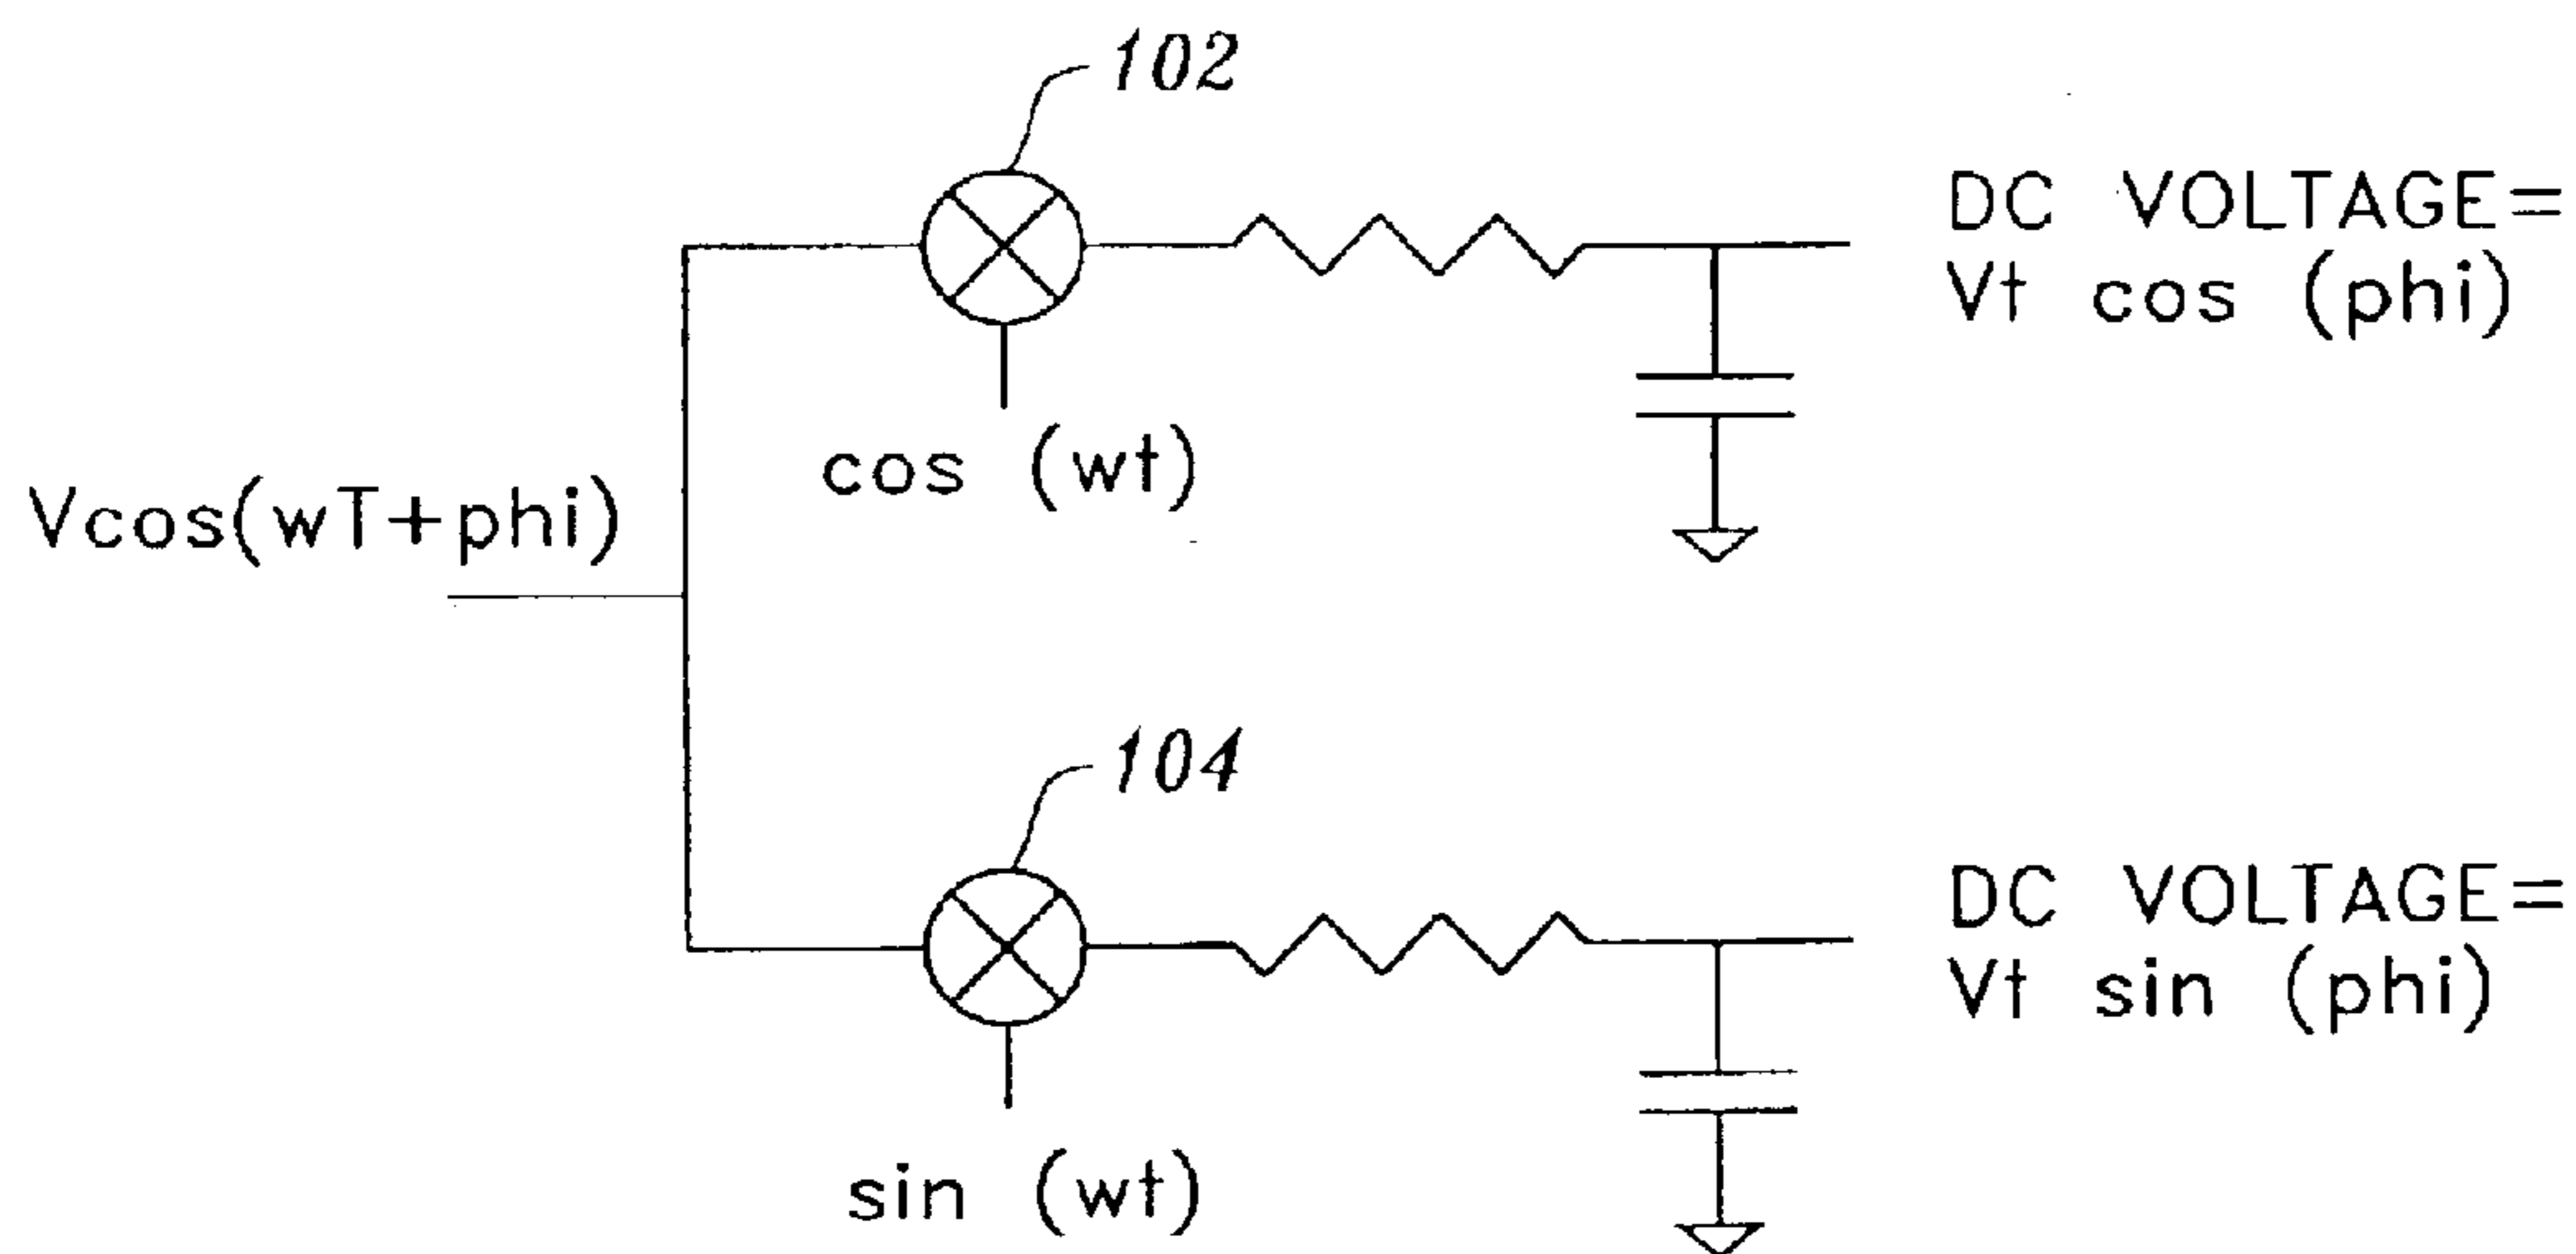 102
DC VOLTAGE=
Vt cos (phi)
cos (wt)
Vcos(wT+phi)
104
DC VOLTAGE=
Vt sin (phi)
sin (wt)